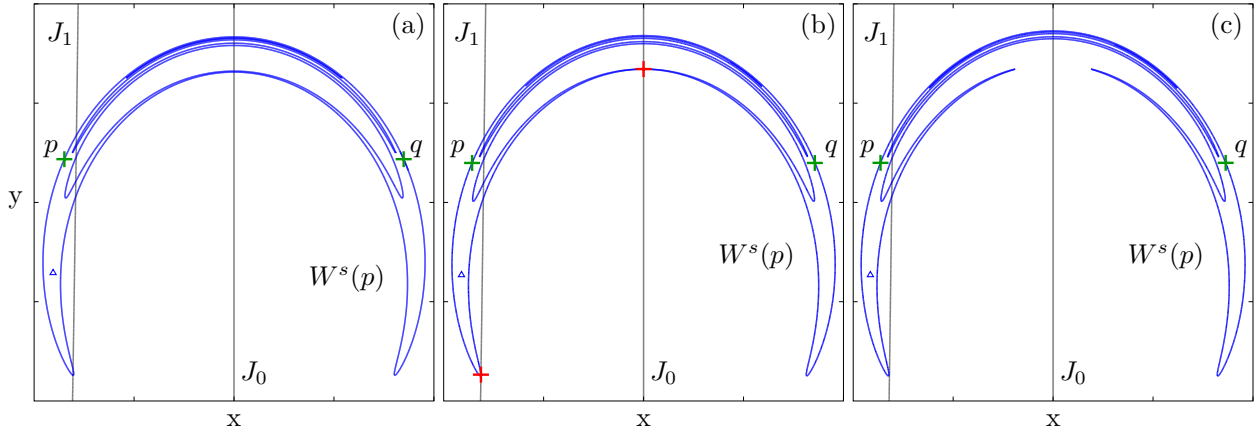 J₁ (a)
p q
y
Wˢ(p)
J₀
x
J₁ (b)
p q
Wˢ(p)
J₀
x
J₁ (c)
p q
Wˢ(p)
J₀
x